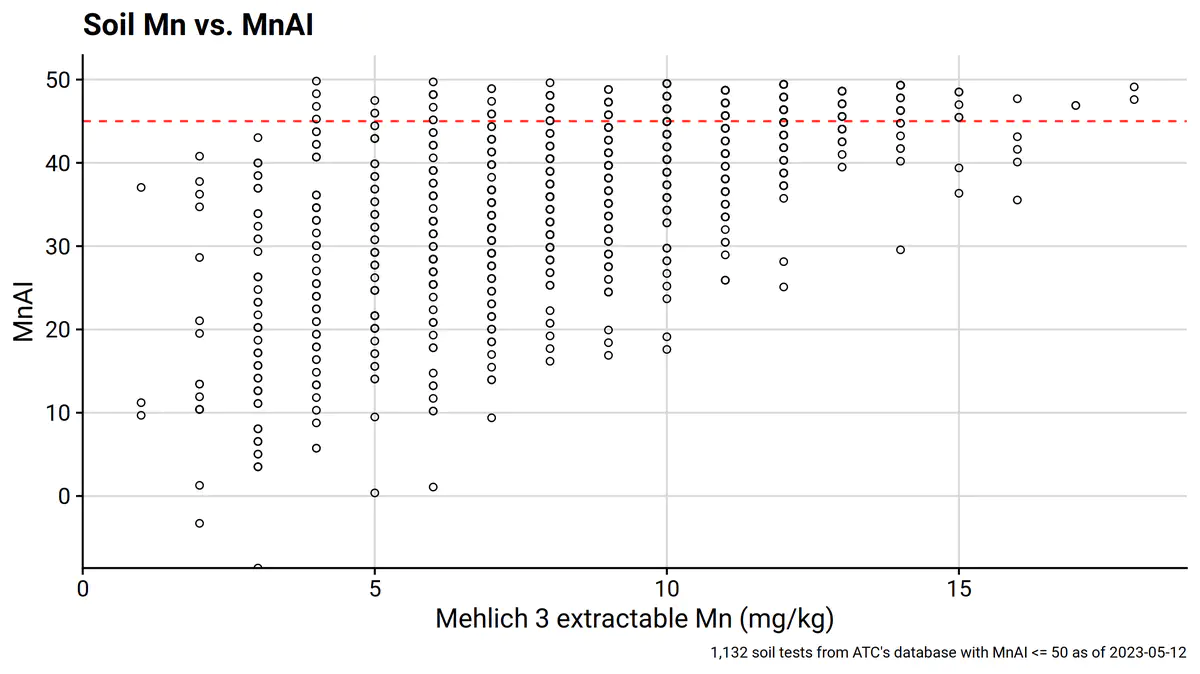 Soil Mn vs. MnAI
50
40
30
20
10
0
MnAI
0 5 10 15
Mehlich 3 extractable Mn (mg/kg)
1,132 soil tests from ATC's database with MnAI <= 50 as of 2023-05-12